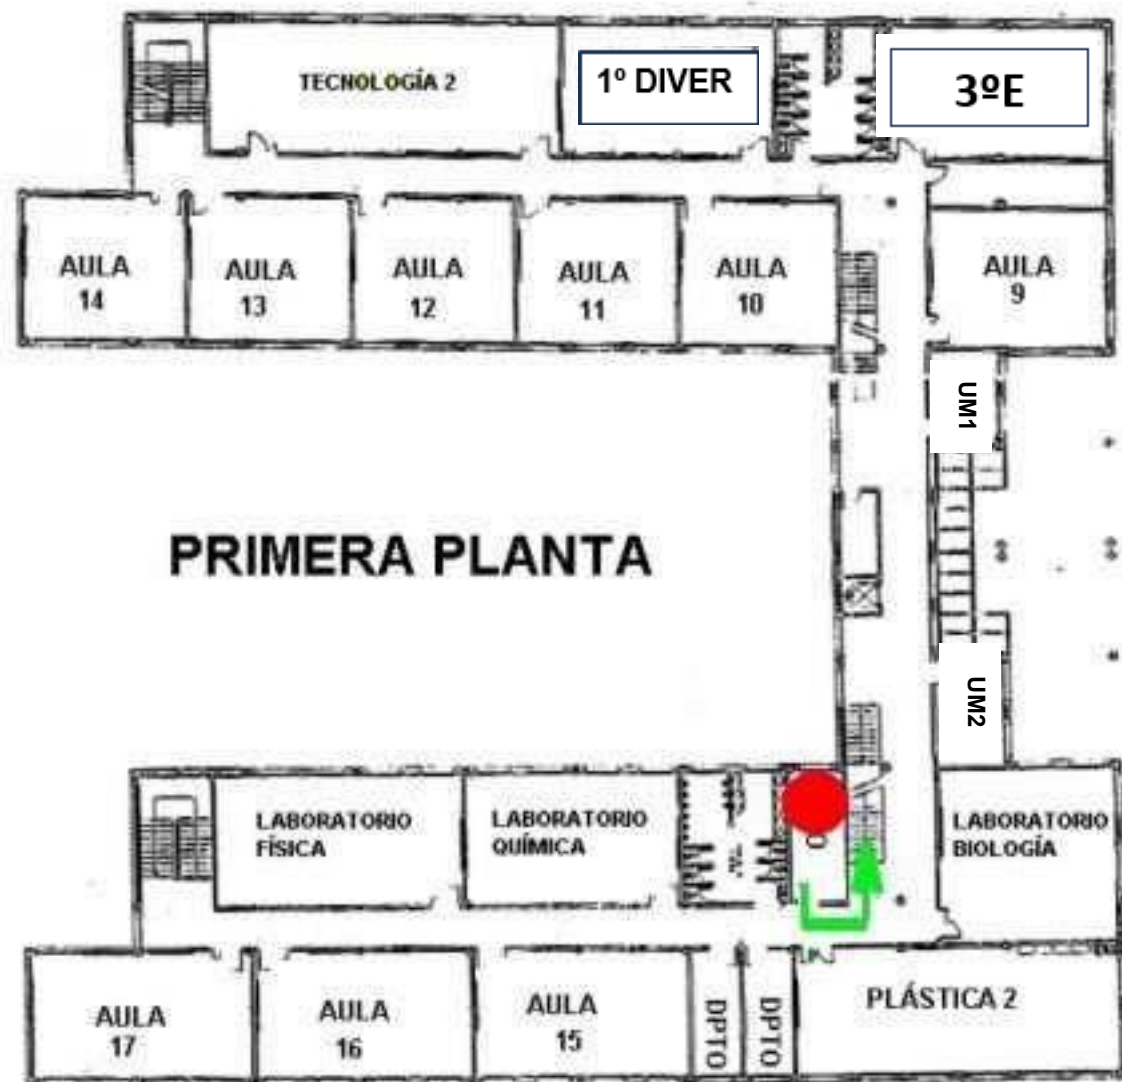 TECNOLOGÍA 2
1º DIVER
3ºE
AULA
14
AULA
13
AULA
12
AULA
11
AULA
10
AULA
9
UM1
PRIMERA PLANTA
UM2
LABORATORIO
FÍSICA
LABORATORIO
QUÍMICA
LABORATORIO
BIOLOGÍA
AULA
17
AULA
16
AULA
15
DPTO
DPTO
PLÁSTICA 2